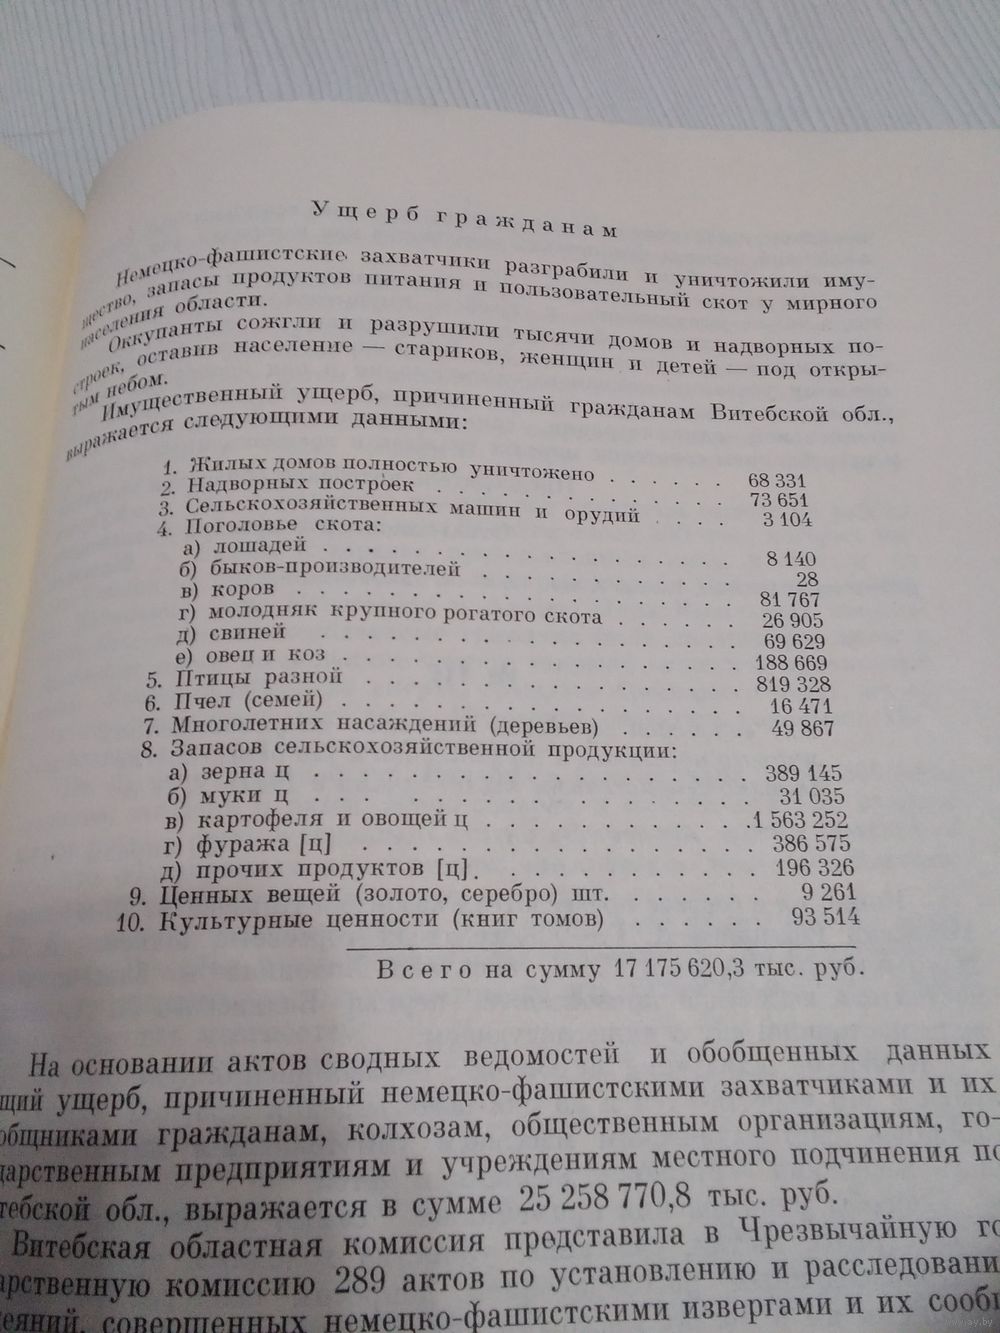 Ущерб гражданам
Немецко-фашистские захватчики разграбили и уничтожили иму-
щество, запасы продуктов питания и пользовательный скот у мирного
населения области.
Оккупанты сожгли и разрушили тысячи домов и надворных по-
строек, оставив население — стариков, женщин и детей — под откры-
тым небом.
Имущественный ущерб, причиненный гражданам Витебской обл.,
выражается следующими данными:
1. Жилых домов полностью уничтожено . . . . . . 68 331
2. Надворных построек . . . . . . . . . . . . 73 651
3. Сельскохозяйственных машин и орудий . . . . 3 104
4. Поголовье скота:
а) лошадей . . . . . . . . . . . . . . . . 8 140
б) быков-производителей . . . . . . . . . . 28
в) коров . . . . . . . . . . . . . . . . . 81 767
г) молодняк крупного рогатого скота . . . . . . 26 905
д) свиней . . . . . . . . . . . . . . . . . 69 629
е) овец и коз . . . . . . . . . . . . . . . . 188 669
5. Птицы разной . . . . . . . . . . . . . . . . 819 328
6. Пчел (семей) . . . . . . . . . . . . . . . . . 16 471
7. Многолетних насаждений (деревьев) . . . . . . 49 867
8. Запасов сельскохозяйственной продукции:
а) зерна ц . . . . . . . . . . . . . . . . . . 389 145
б) муки ц . . . . . . . . . . . . . . . . . 31 035
в) картофеля и овощей ц . . . . . . . . . . . .1 563 252
г) фуража [ц] . . . . . . . . . . . . . . . . 386 575
д) прочих продуктов [ц]. . . . . . . . . . . 196 326
9. Ценных вещей (золото, серебро) шт. . . . . . . 9 261
10. Культурные ценности (книг томов) . . . . . . 93 514
Всего на сумму 17 175 620,3 тыс. руб.
На основании актов сводных ведомостей и обобщенных данных
щий ущерб, причиненный немецко-фашистскими захватчиками и их
общниками гражданам, колхозам, общественным организациям, го-
дарственным предприятиям и учреждениям местного подчинения по
тебской обл., выражается в сумме 25 258 770,8 тыс. руб.
Витебская областная комиссия представила в Чрезвычайную го
арственную комиссию 289 актов по установлению и расследовани
еяний, совершенных немецко-фашистскими извергами и их сооб